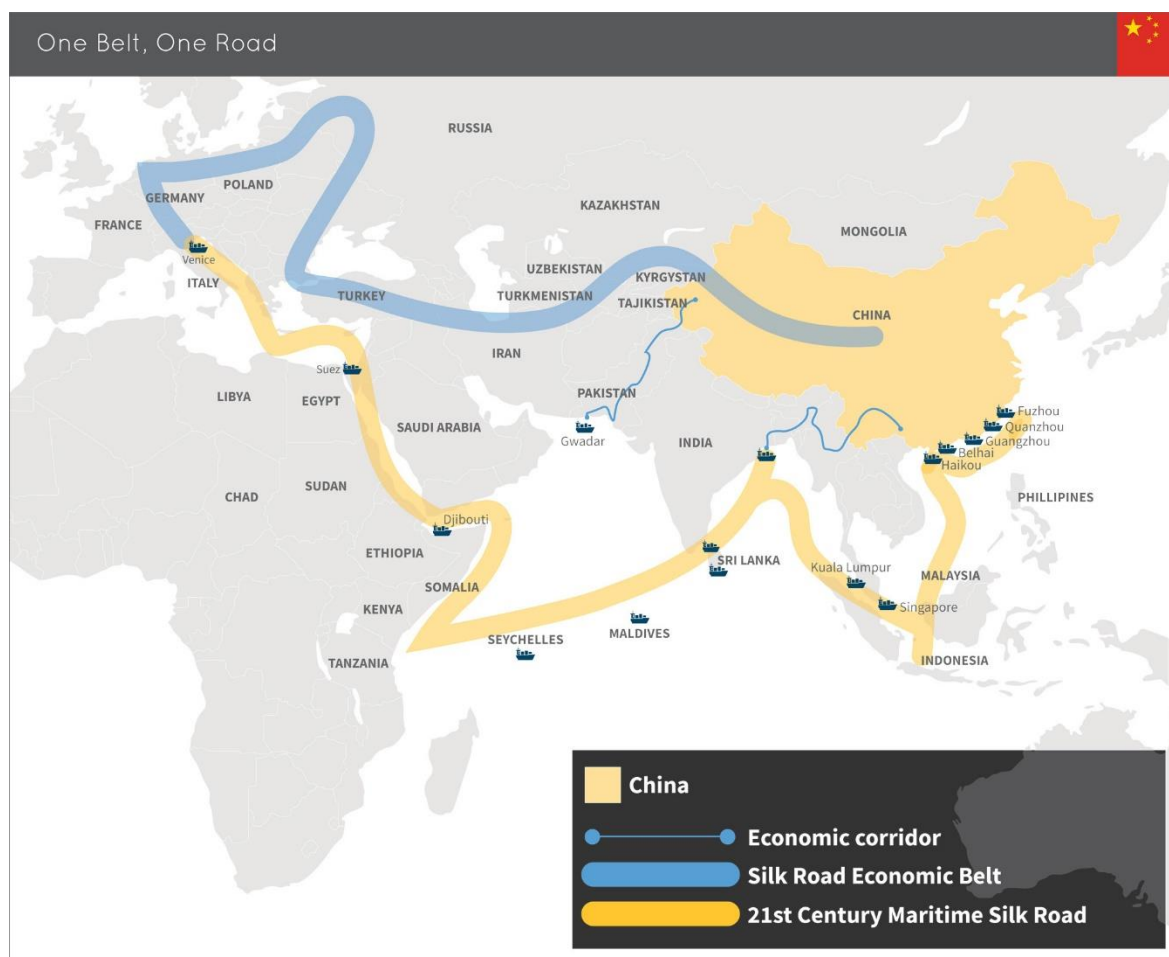 One Belt, One Road
RUSSIA
POLAND
GERMANY
KAZAKHSTAN
FRANCE
MONGOLIA
Venice
UZBEKISTAN
KYRGYSTAN
ITALY
TURKEY
TURKMENISTAN
TAJIKISTAN
CHINA
IRAN
Suez
LIBYA
EGYPT
PAKISTAN
SAUDI ARABIA
Gwadar
INDIA
Fuzhou
Quanzhou
Guangzhou
Belhai
Haikou
SUDAN
CHAD
PHILLIPINES
Djibouti
ETHIOPIA
SRI LANKA
Kuala Lumpur
MALAYSIA
SOMALIA
KENYA
Singapore
SEYCHELLES
MALDIVES
TANZANIA
INDONESIA
China
Economic corridor
Silk Road Economic Belt
21st Century Maritime Silk Road